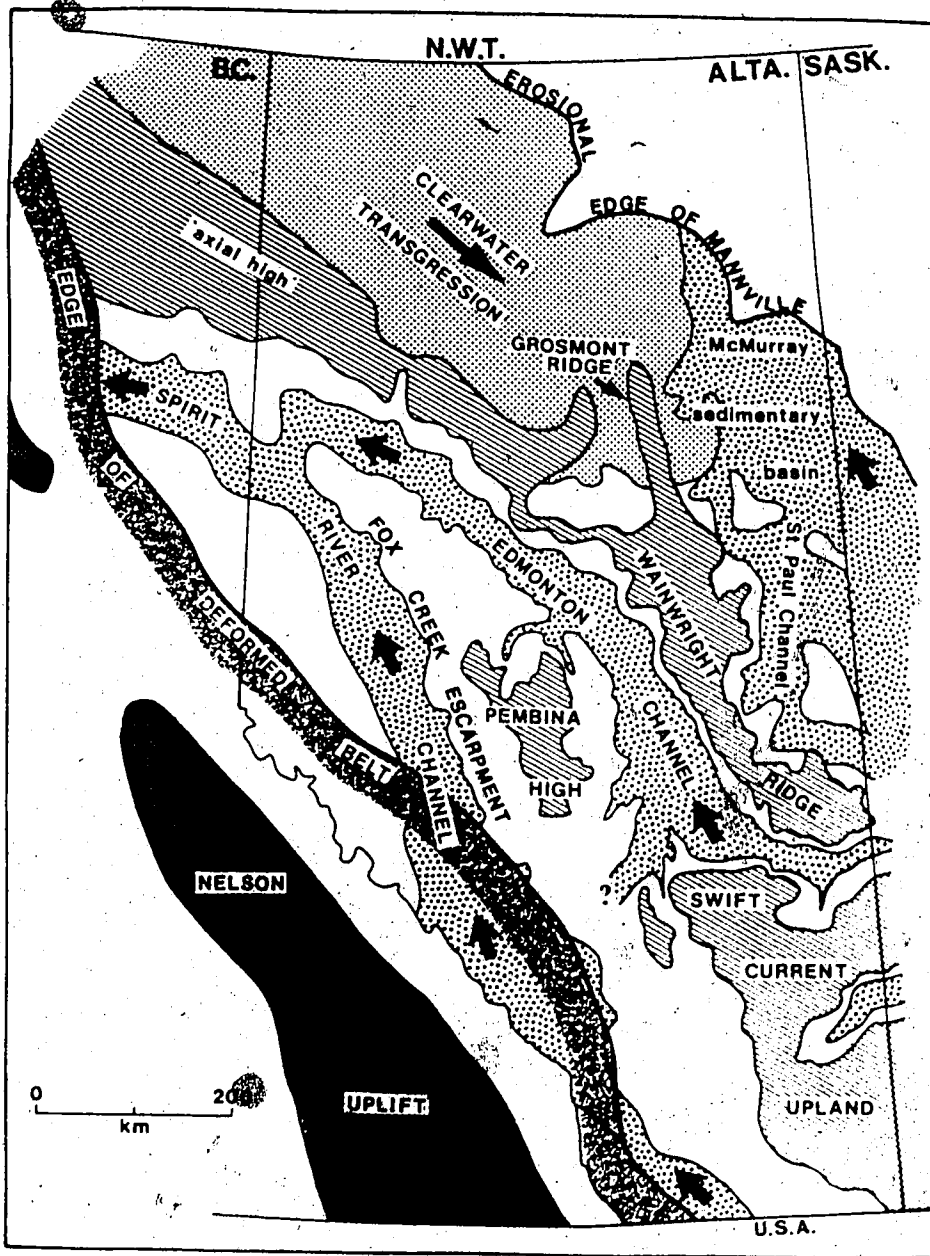 N.W.T.
B.C.
ALTA. SASK.
EROSIONAL
EDGE OF MANNVILLE
CLEARWATER
TRANSGRESSION
'axial high'
GROSMONT
RIDGE
McMurray
sedimentary
basin
EDGE
OF
DEFORMED
BELT
SPIRIT
RIVER
CHANNEL
FOX
CREEK
ESCARPMENT
EDMONTON
CHANNEL
WAINWRIGHT
RIDGE
St. Paul Channel
PEMBINA
HIGH
NELSON
UPLIFT
?
SWIFT
CURRENT
UPLAND
0 200
km
U.S.A.